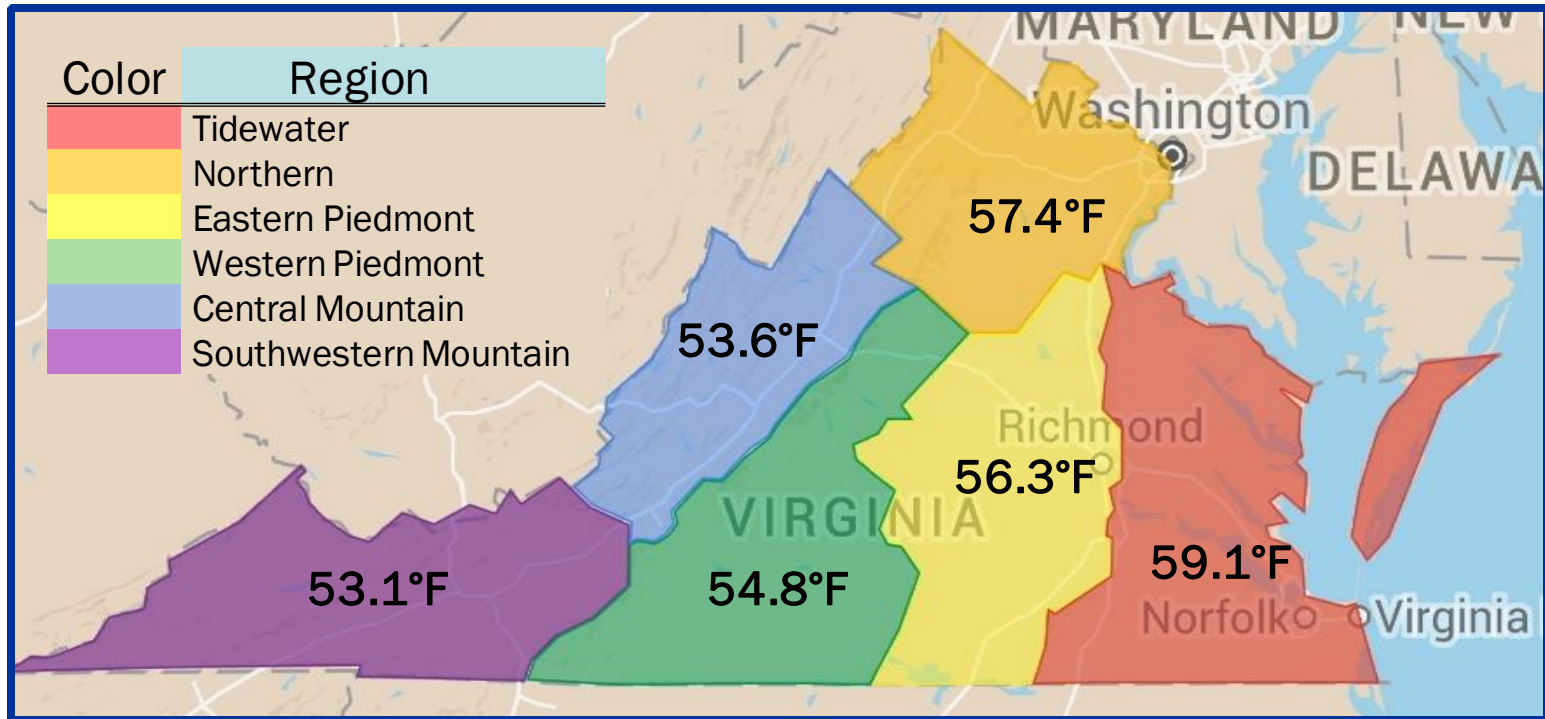 MARYLAND NEW
Color Region
Tidewater
Northern
Eastern Piedmont
Western Piedmont
Central Mountain
Southwestern Mountain
Washington
DELAWA
57.4°F
53.6°F
Richmond
56.3°F
VIRGINIA
59.1°F
53.1°F
54.8°F
Norfolk
Virginia